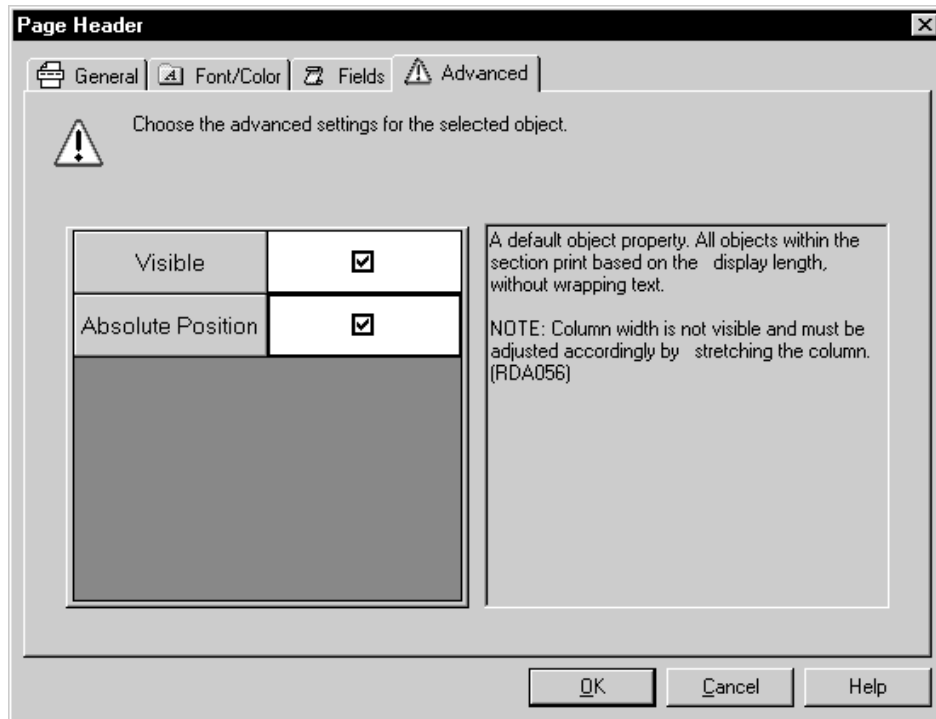 Page Header
General Font/Color Fields Advanced
Choose the advanced settings for the selected object.
Visible
Absolute Position
A default object property. All objects within the
section print based on the   display length,
without wrapping text.
NOTE: Column width is not visible and must be
adjusted accordingly by   stretching the column.
(RDA056)
OK Cancel Help